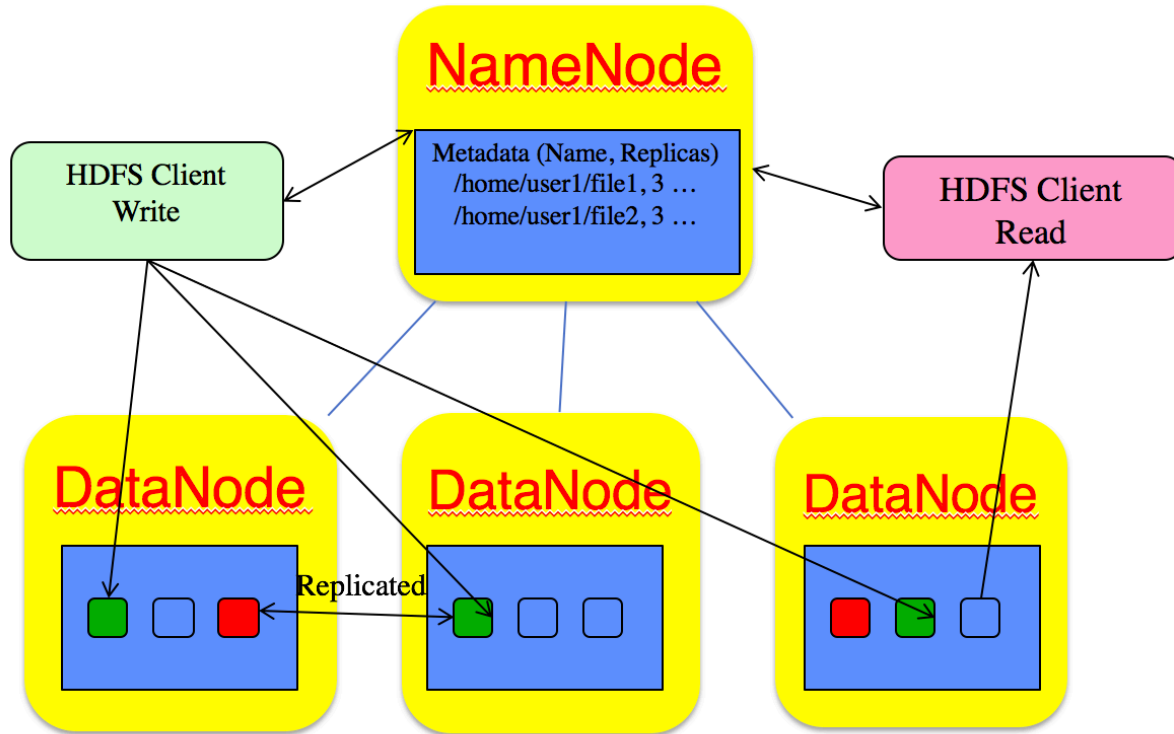 NameNode
Metadata (Name, Replicas)
/home/user1/file1, 3 …
/home/user1/file2, 3 …
HDFS Client
Write
HDFS Client
Read
DataNode
DataNode
DataNode
Replicated